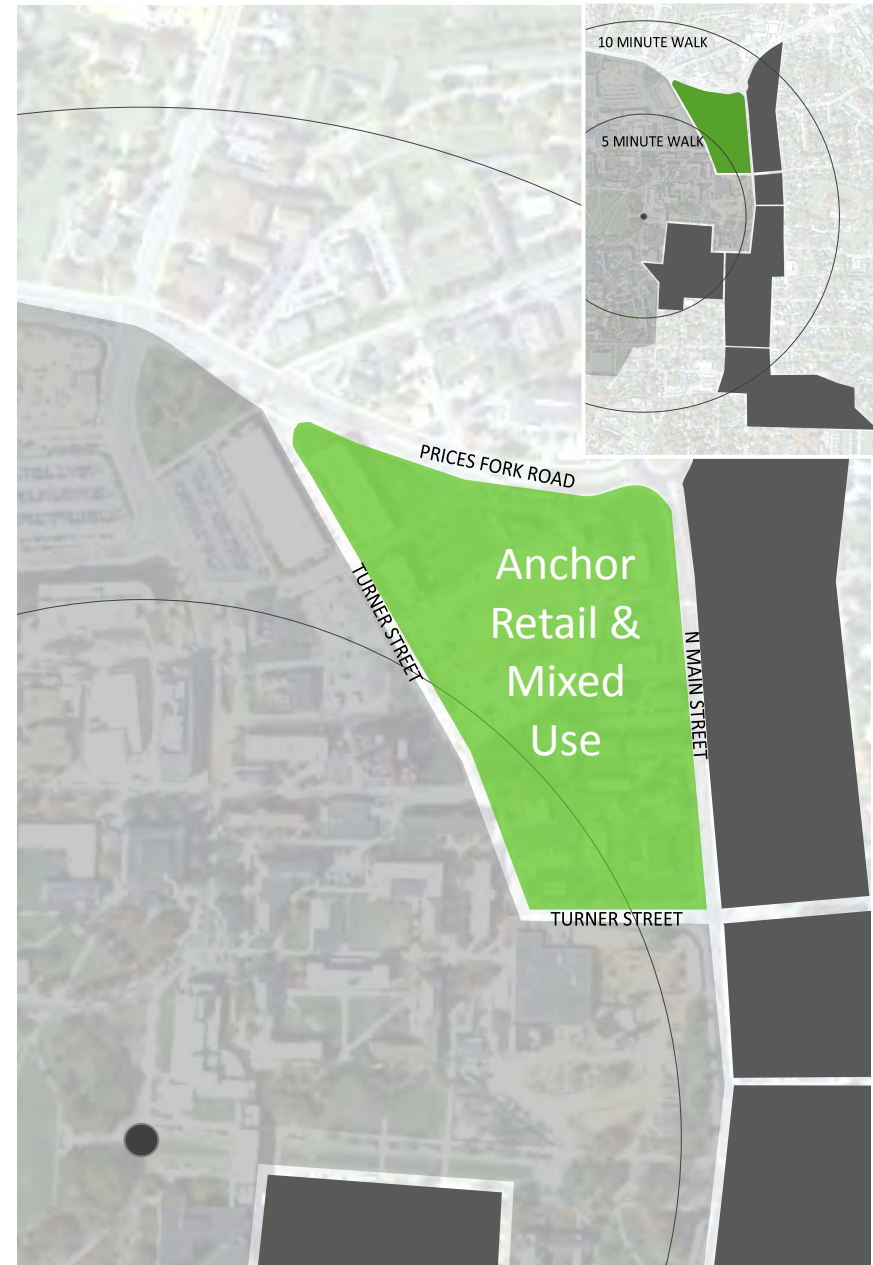 10 MINUTE WALK
5 MINUTE WALK
PRICES FORK ROAD
Anchor
Retail &
Mixed
Use
TURNER STREET
N MAIN STREET
TURNER STREET